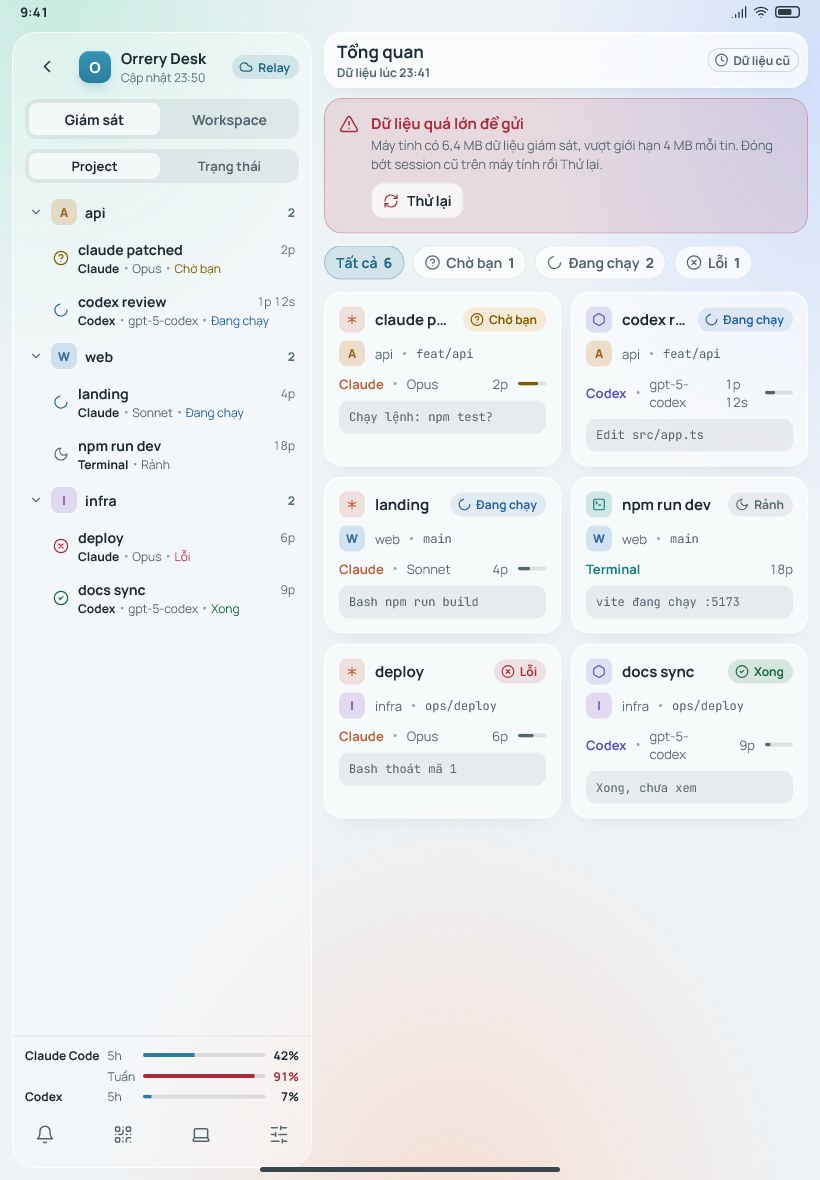 9:41
O
Orrery Desk
Cập nhật 23:50
Relay
Giám sát
Workspace
Project
Trạng thái
A api 2
claude patched 2p
Claude • Opus • Chờ bạn
codex review 1p 12s
Codex • gpt-5-codex • Đang chạy
W web 2
landing 4p
Claude • Sonnet • Đang chạy
npm run dev 18p
Terminal • Rảnh
I infra 2
deploy 6p
Claude • Opus • Lỗi
docs sync 9p
Codex • gpt-5-codex • Xong
Claude Code 5h 42%
Tuần 91%
Codex 5h 7%
Tổng quan
Dữ liệu lúc 23:41
Dữ liệu cũ
Dữ liệu quá lớn để gửi
Máy tính có 6,4 MB dữ liệu giám sát, vượt giới hạn 4 MB mỗi tin. Đóng
bớt session cũ trên máy tính rồi Thử lại.
Thử lại
Tất cả 6
Chờ bạn 1
Đang chạy 2
Lỗi 1
claude p… Chờ bạn
A api • feat/api
Claude • Opus 2p
Chạy lệnh: npm test?
codex r… Đang chạy
A api • feat/api
Codex • gpt-5-
codex
1p
12s
Edit src/app.ts
landing Đang chạy
W web • main
Claude • Sonnet 4p
Bash npm run build
npm run dev Rảnh
W web • main
Terminal 18p
vite đang chạy :5173
deploy Lỗi
I infra • ops/deploy
Claude • Opus 6p
Bash thoát mã 1
docs sync Xong
I infra • ops/deploy
Codex • gpt-5-
codex
9p
Xong, chưa xem